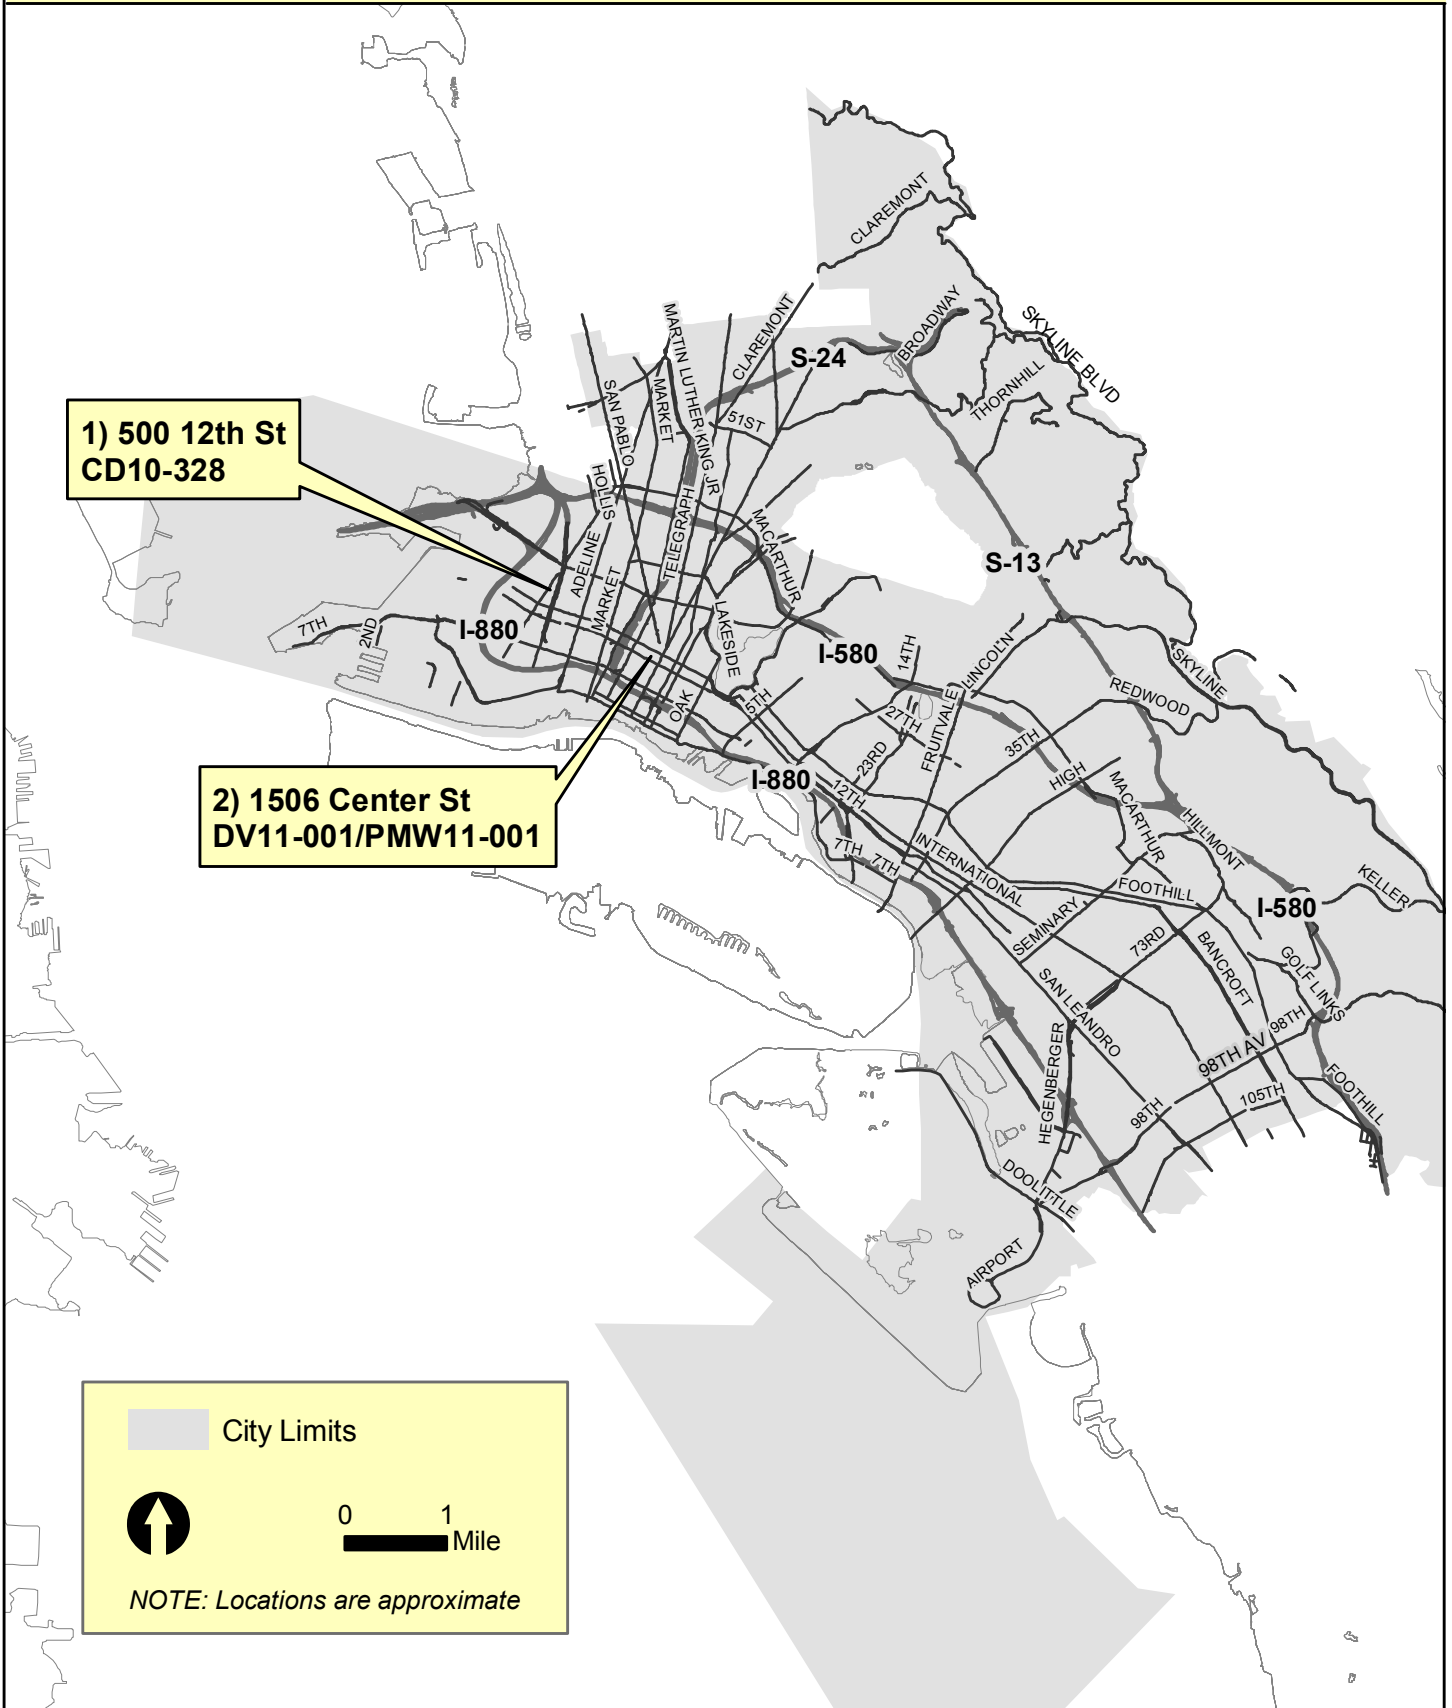 CLAREMONT
SKYLINE BLVD
BROADWAY
MARTIN LUTHER KING JR
CLAREMONT
S-24
THORNHILL
SAN PABLO
MARKET
51ST
1) 500 12th St
CD10-328
HOLLIS
TELEGRAPH
MACARTHUR
S-13
ADELINE
MARKET
LAKESIDE
7TH
2ND
I-880
I-580
14TH
LINCOLN
SKYLINE
REDWOOD
OAK
5TH
27TH
FRUITVALE
35TH
23RD
HIGH
I-880
12TH
MACARTHUR
2) 1506 Center St
DV11-001/PMW11-001
HILLMONT
7TH
7TH
INTERNATIONAL
FOOTHILL
KELLER
I-580
SEMINARY
73RD
BANCROFT
GOLF LINKS
SAN LEANDRO
98TH
98TH AV
HEGENBERGER
98TH
105TH
FOOTHILL
DOOLITTLE
AIRPORT
City Limits
0 1
Mile
NOTE: Locations are approximate